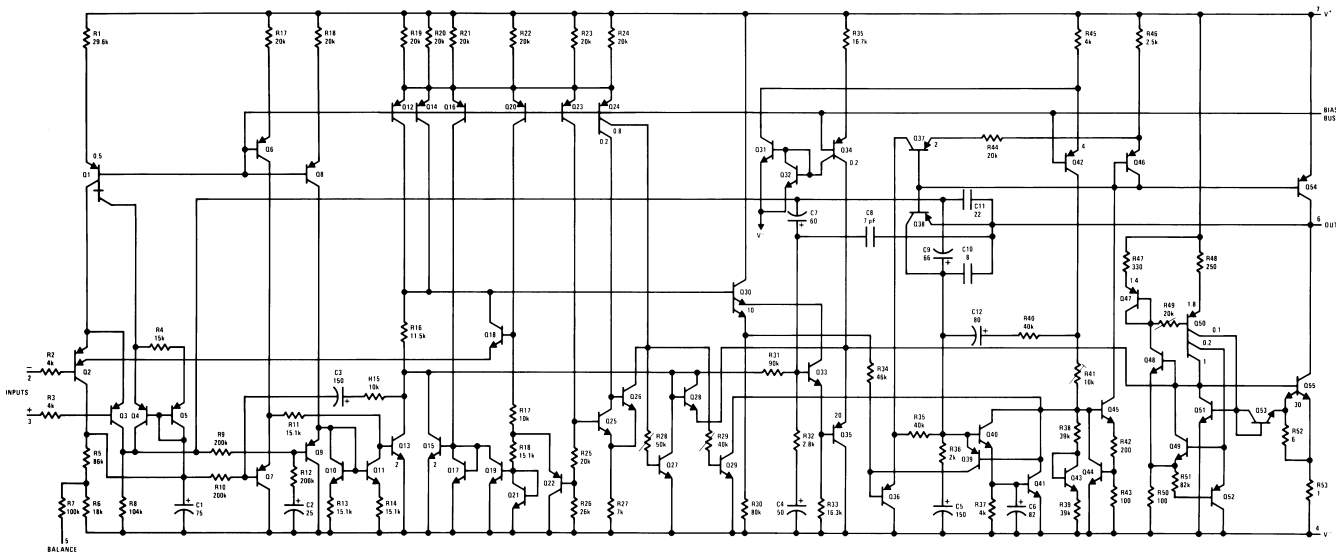 R1
29.6k
R17
20k
R18
20k
R19
20k
R20
20k
R21
20k
R22
20k
R23
20k
R24
20k
R35
16.7k
R45
4k
R46
2.5k
7 V+
Q12
Q14
Q16
Q20
Q23
Q24
BIAS
BUS
0.8
0.2
Q6
Q1
0.5
Q8
Q31
Q32
Q34
0.2
Q37
2
R44
20k
4
Q42
Q46
Q54
C7
60
C8
7 pF
Q38
C11
22
C9
66
C10
8
V-
6
OUT
R47
330
R48
250
1.4
Q47
R49
20k
1.8
Q50
0.1
0.2
1
Q30
10
Q18
R16
11.5k
C12
80
R40
40k
R4
15k
R2
4k
−
2
INPUTS
+
3
R3
4k
Q2
Q3
Q4
Q5
C3
150
H15
10k
R31
90k
Q33
R34
46k
R41
10k
Q48
Q55
30
R9
200k
R10
200k
R11
15.1k
Q13
2
Q15
2
Q17
Q19
R17
10k
R18
15.1k
Q21
Q22
Q26
Q25
R28
50k
Q28
R29
40k
Q27
Q29
20
Q35
R35
40k
R36
2k
Q40
Q39
R38
39k
Q45
R42
200
Q51
Q53
R52
6
R5
86k
R6
18k
R7
100k
R8
104k
C1
75
Q7
R12
200k
C2
25
Q9
Q10
Q11
R13
15.1k
R14
15.1k
R25
20k
R26
26k
R27
7k
R30
80k
R32
2.8k
C4
50
R33
16.3k
Q36
C5
150
R37
4k
C6
82
Q41
Q43
R39
39k
Q44
R43
100
R50
100
Q49
R51
82k
Q52
R53
1
5
BALANCE
4
V-